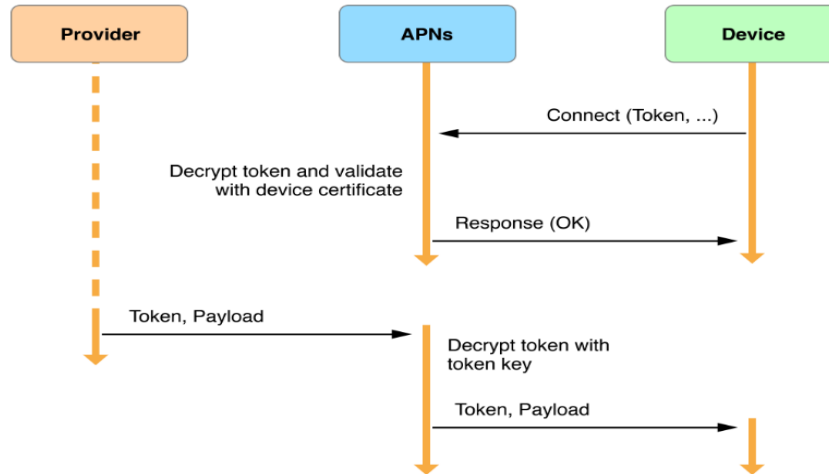 Provider
APNs
Device
Connect (Token, ...)
Decrypt token and validate
with device certificate
Response (OK)
Token, Payload
Decrypt token with
token key
Token, Payload